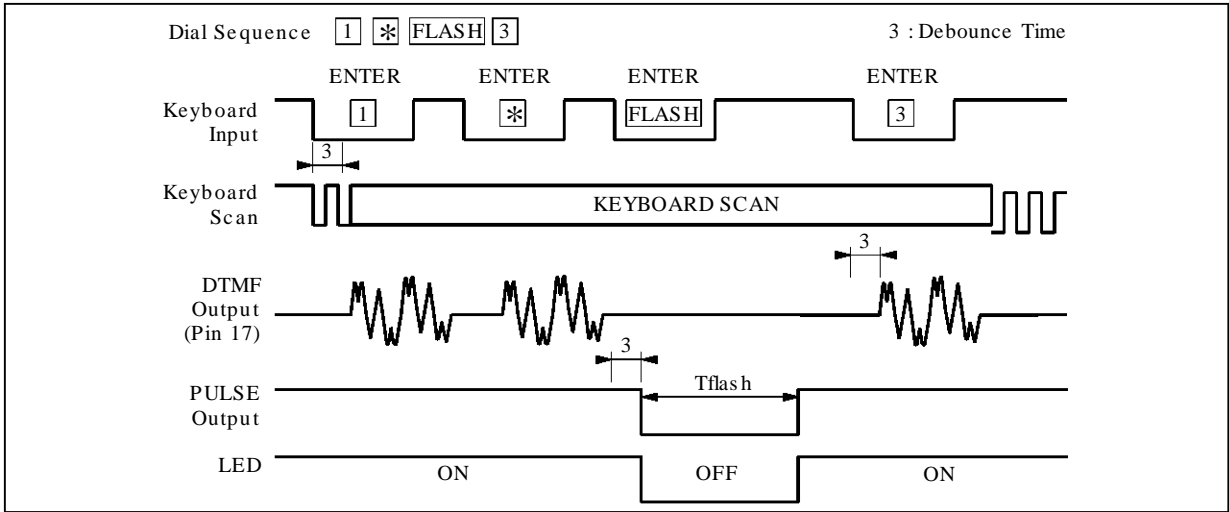 Dial Sequence 1 * FLASH 3
3 : Debounce Time
ENTER ENTER ENTER ENTER
Keyboard Input
1 * FLASH 3
3
Keyboard Scan
KEYBOARD SCAN
3
DTMF Output (Pin 17)
3
PULSE Output
Tflash
LED
ON OFF ON